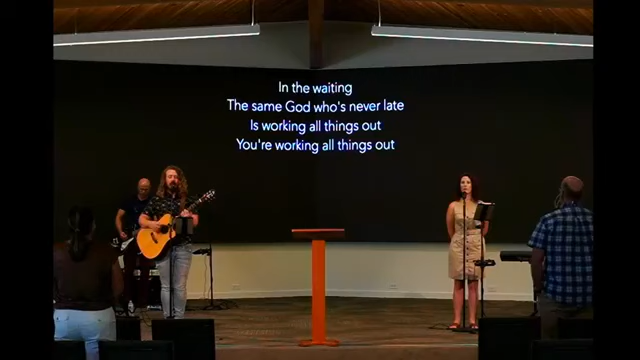 In the waiting
The same God who's never late
Is working all things out
You're working all things out